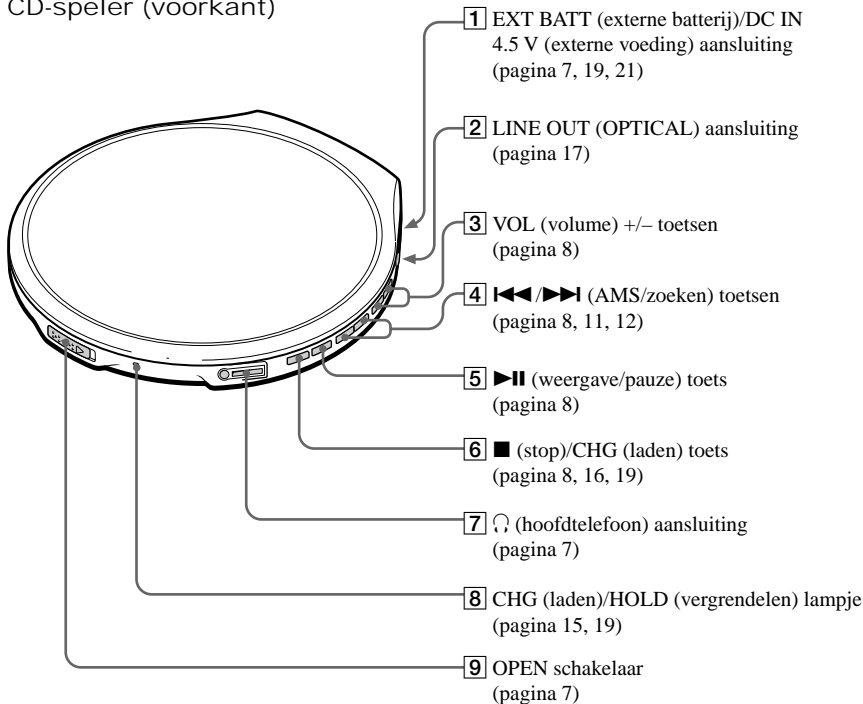 CD-speler (voorkant)
1 EXT BATT (externe batterij)/DC IN
4.5 V (externe voeding) aansluiting
(pagina 7, 19, 21)
2 LINE OUT (OPTICAL) aansluiting
(pagina 17)
3 VOL (volume) +/– toetsen
(pagina 8)
4 ⏮/⏭ (AMS/zoeken) toetsen
(pagina 8, 11, 12)
5 ▶⏸ (weergave/pauze) toets
(pagina 8)
6 ■ (stop)/CHG (laden) toets
(pagina 8, 16, 19)
7 🎧 (hoofdtelefoon) aansluiting
(pagina 7)
8 CHG (laden)/HOLD (vergrendelen) lampje
(pagina 15, 19)
9 OPEN schakelaar
(pagina 7)